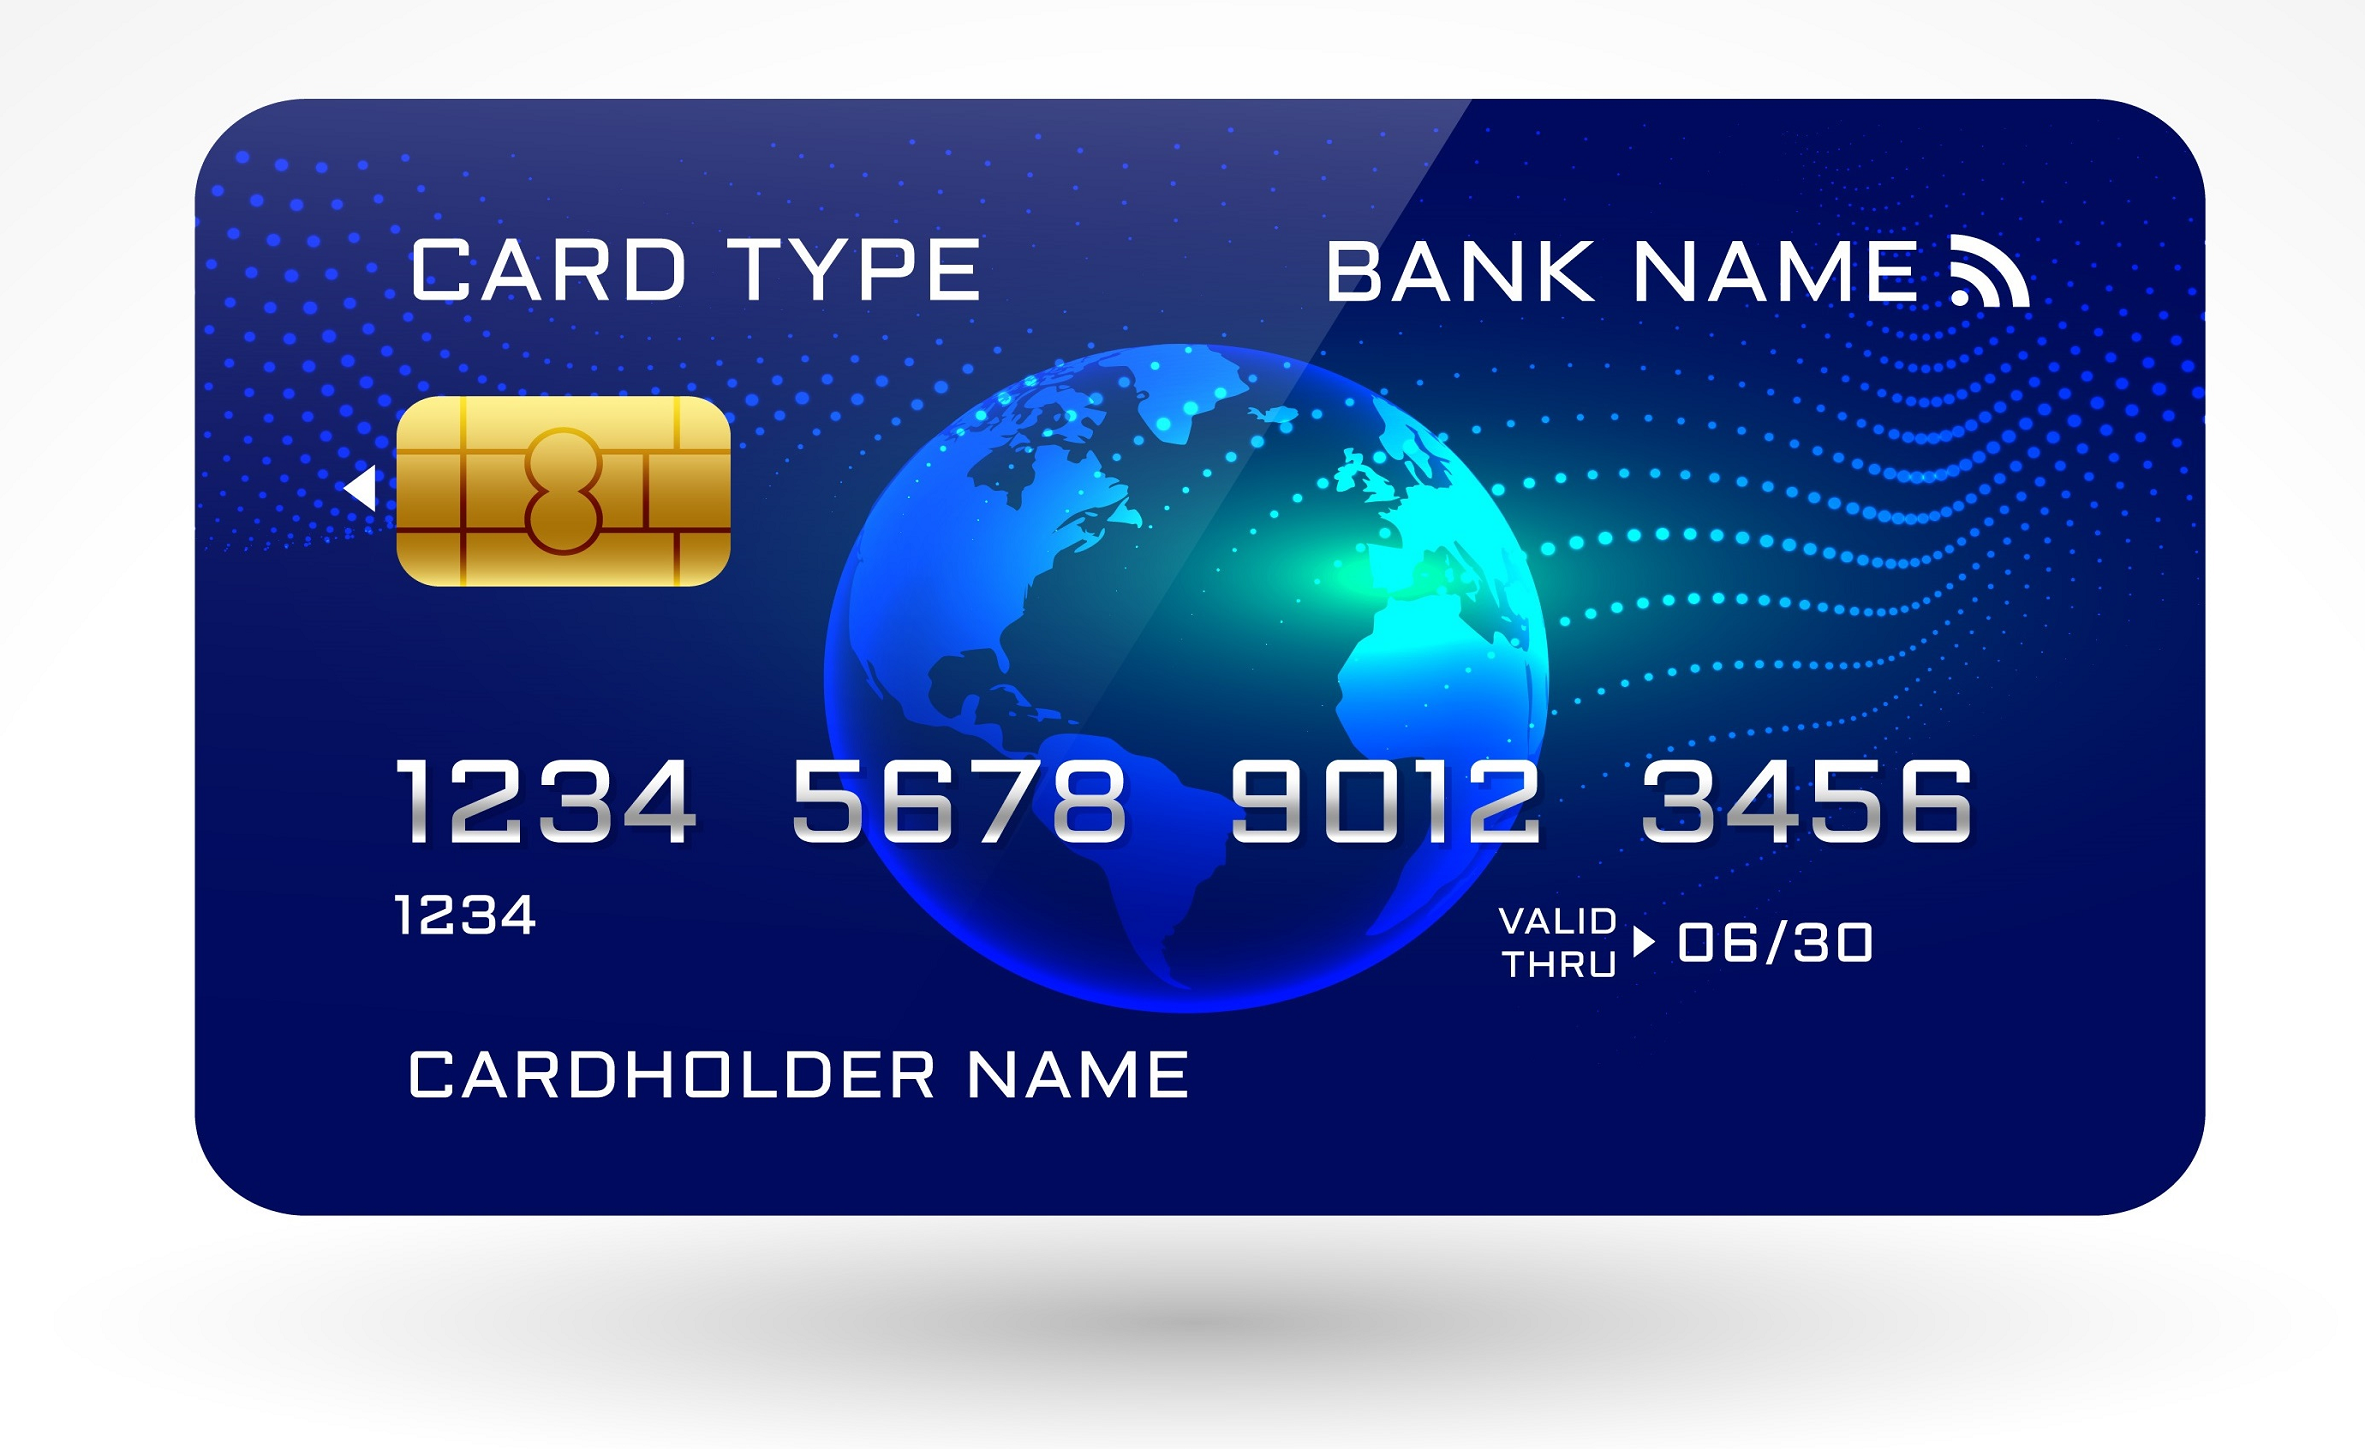 CARD TYPE
BANK NAME
1234 5678 9012 3456
1234
VALID
THRU
06/30
CARDHOLDER NAME